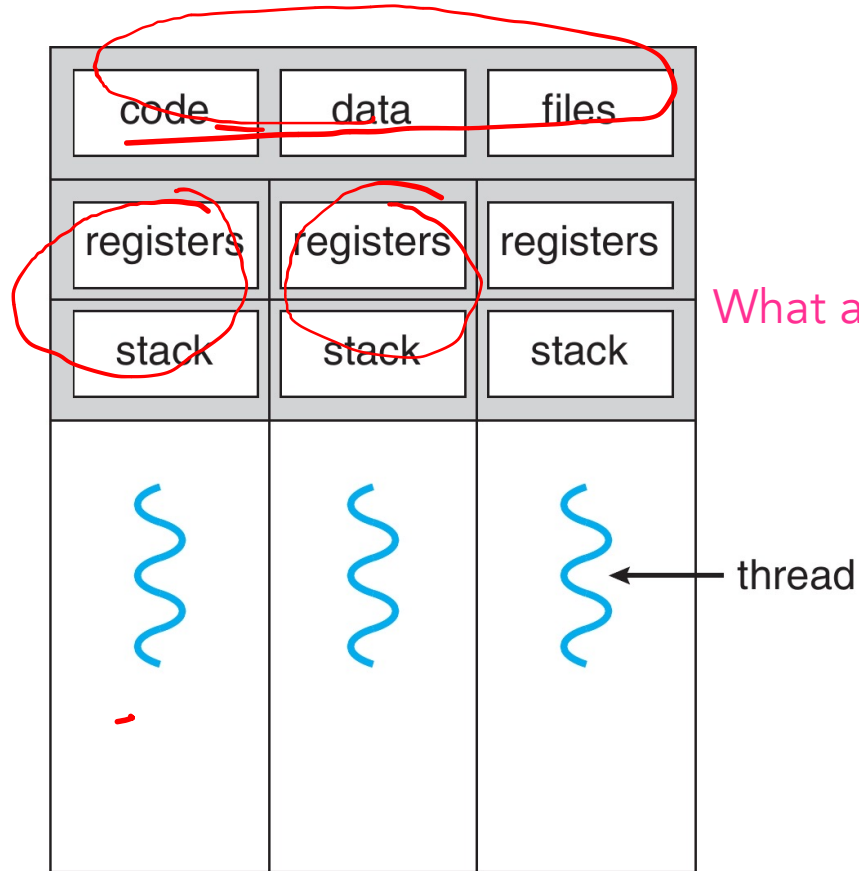 code data files
registers registers registers
What a
stack stack stack
thread